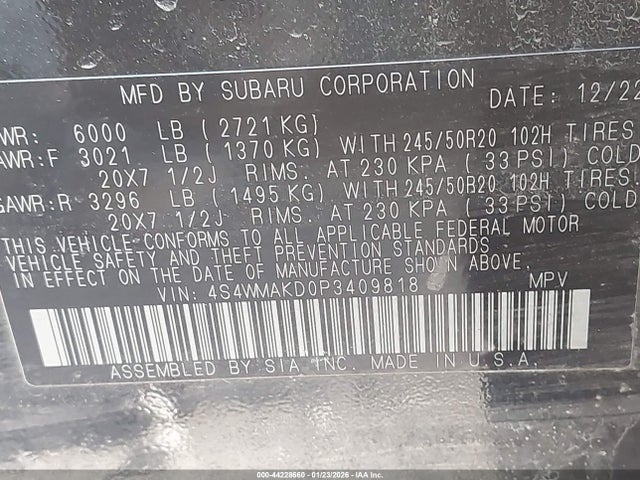 MFD BY SUBARU CORPORATION DATE: 12/22
WR: 6000 LB ( 2721 KG)
AWR:F 3021 LB ( 1370 KG) WITH 245/50R20 102H TIRES
20X7 1/2J RIMS. AT 230 KPA ( 33 PSI) COLD
GAWR:R 3296 LB ( 1495 KG) WITH 245/50R20 102H TIRES
20X7 1/2J RIMS. AT 230 KPA ( 33 PSI) COLD
THIS VEHICLE CONFORMS TO ALL APPLICABLE FEDERAL MOTOR
VEHICLE SAFETY AND THEFT PREVENTION STANDARDS
IN EFFECT ON THE DATE OF MANUFACTURE SHOWN ABOVE.
VIN: 4S4WMAKD0P3409818 MPV
ASSEMBLED BY SIA INC. MADE IN U.S.A.
000-44228660 | 01/23/2026 - IAA Inc |